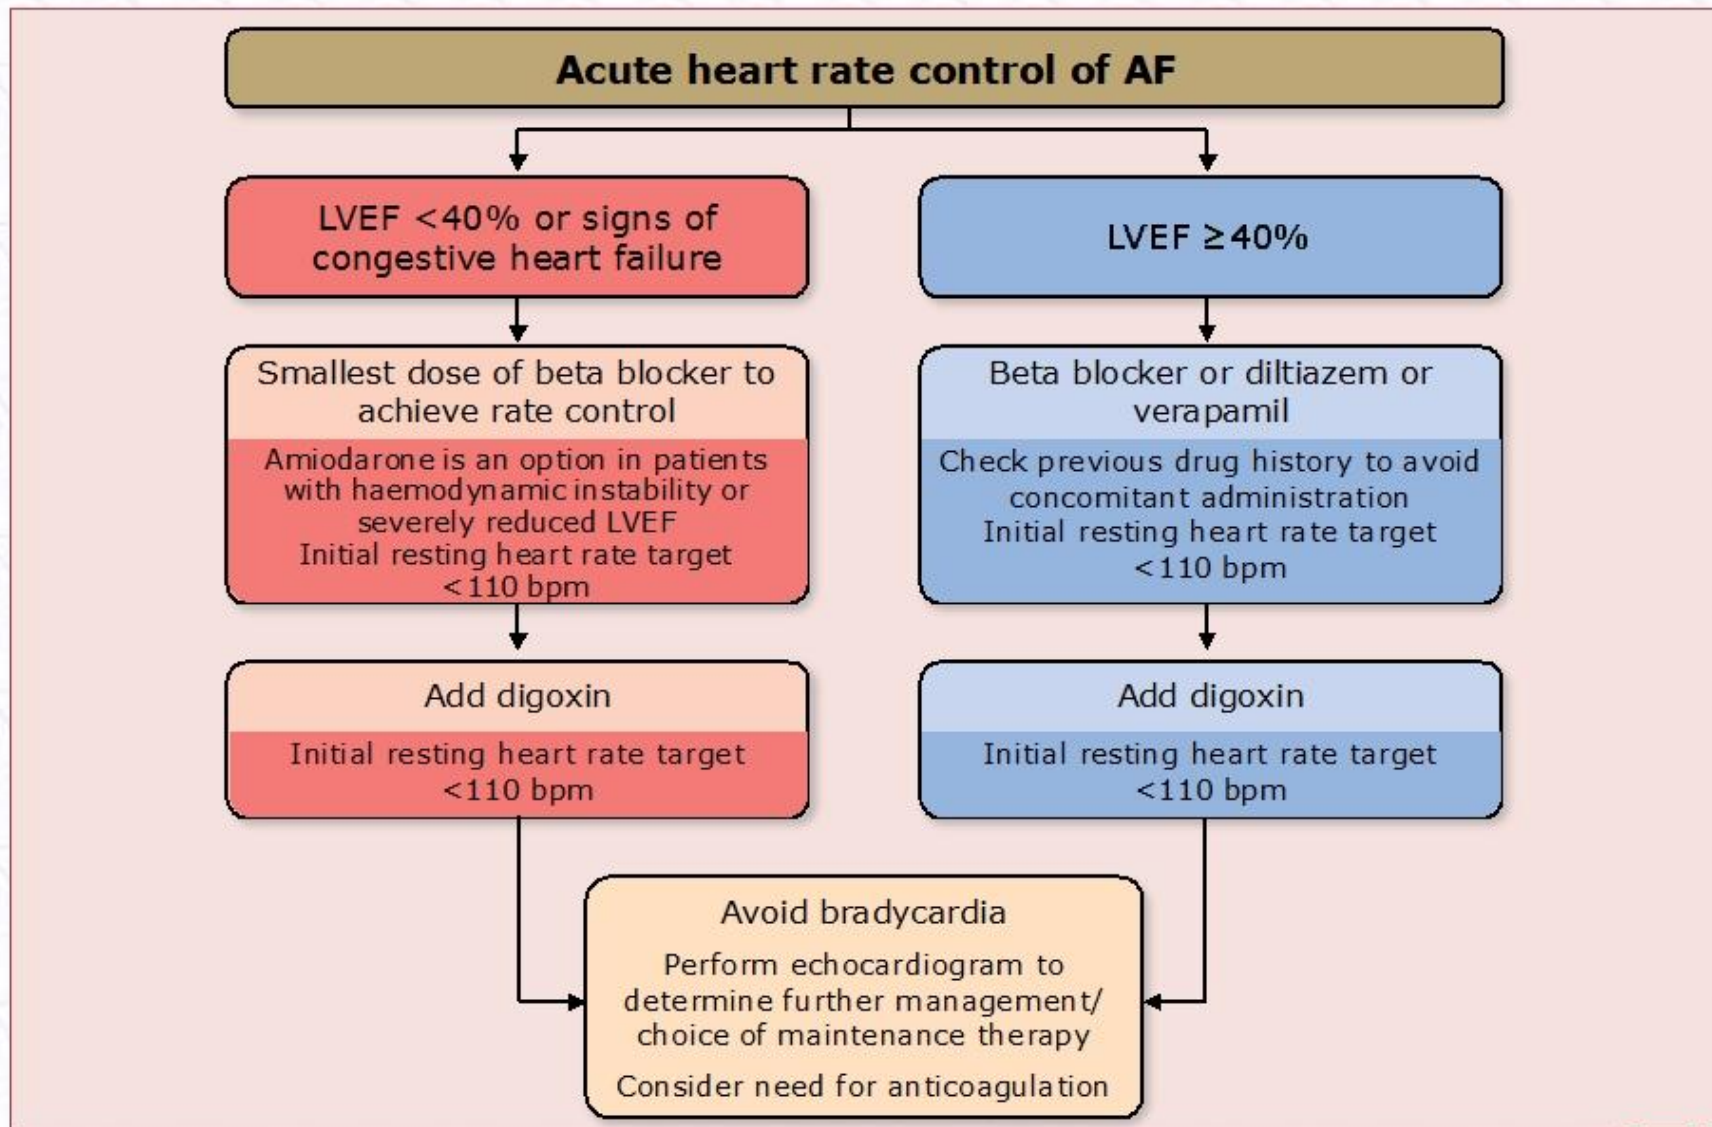 Acute heart rate control of AF
LVEF <40% or signs of
congestive heart failure
LVEF ≥40%
Smallest dose of beta blocker to
achieve rate control
Amiodarone is an option in patients
with haemodynamic instability or
severely reduced LVEF
Initial resting heart rate target
<110 bpm
Beta blocker or diltiazem or
verapamil
Check previous drug history to avoid
concomitant administration
Initial resting heart rate target
<110 bpm
Add digoxin
Initial resting heart rate target
<110 bpm
Add digoxin
Initial resting heart rate target
<110 bpm
Avoid bradycardia
Perform echocardiogram to
determine further management/
choice of maintenance therapy
Consider need for anticoagulation